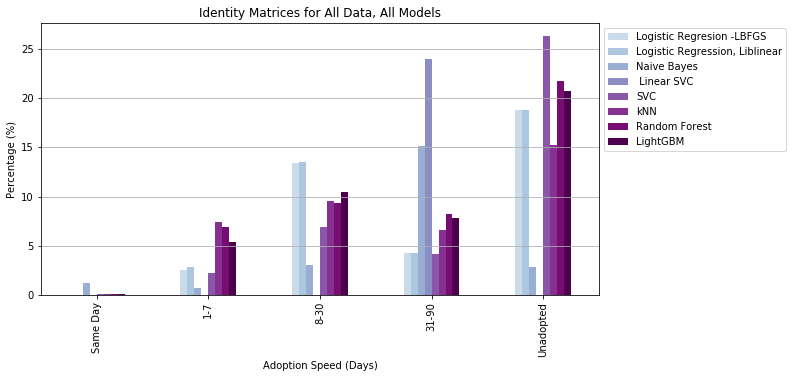 Identity Matrices for All Data, All Models
Logistic Regresion -LBFGS
Logistic Regression, Liblinear
Naive Bayes
Linear SVC
SVC
kNN
Random Forest
LightGBM
Percentage (%)
25
20
15
10
5
0
Same Day
1-7
8-30
31-90
Unadopted
Adoption Speed (Days)